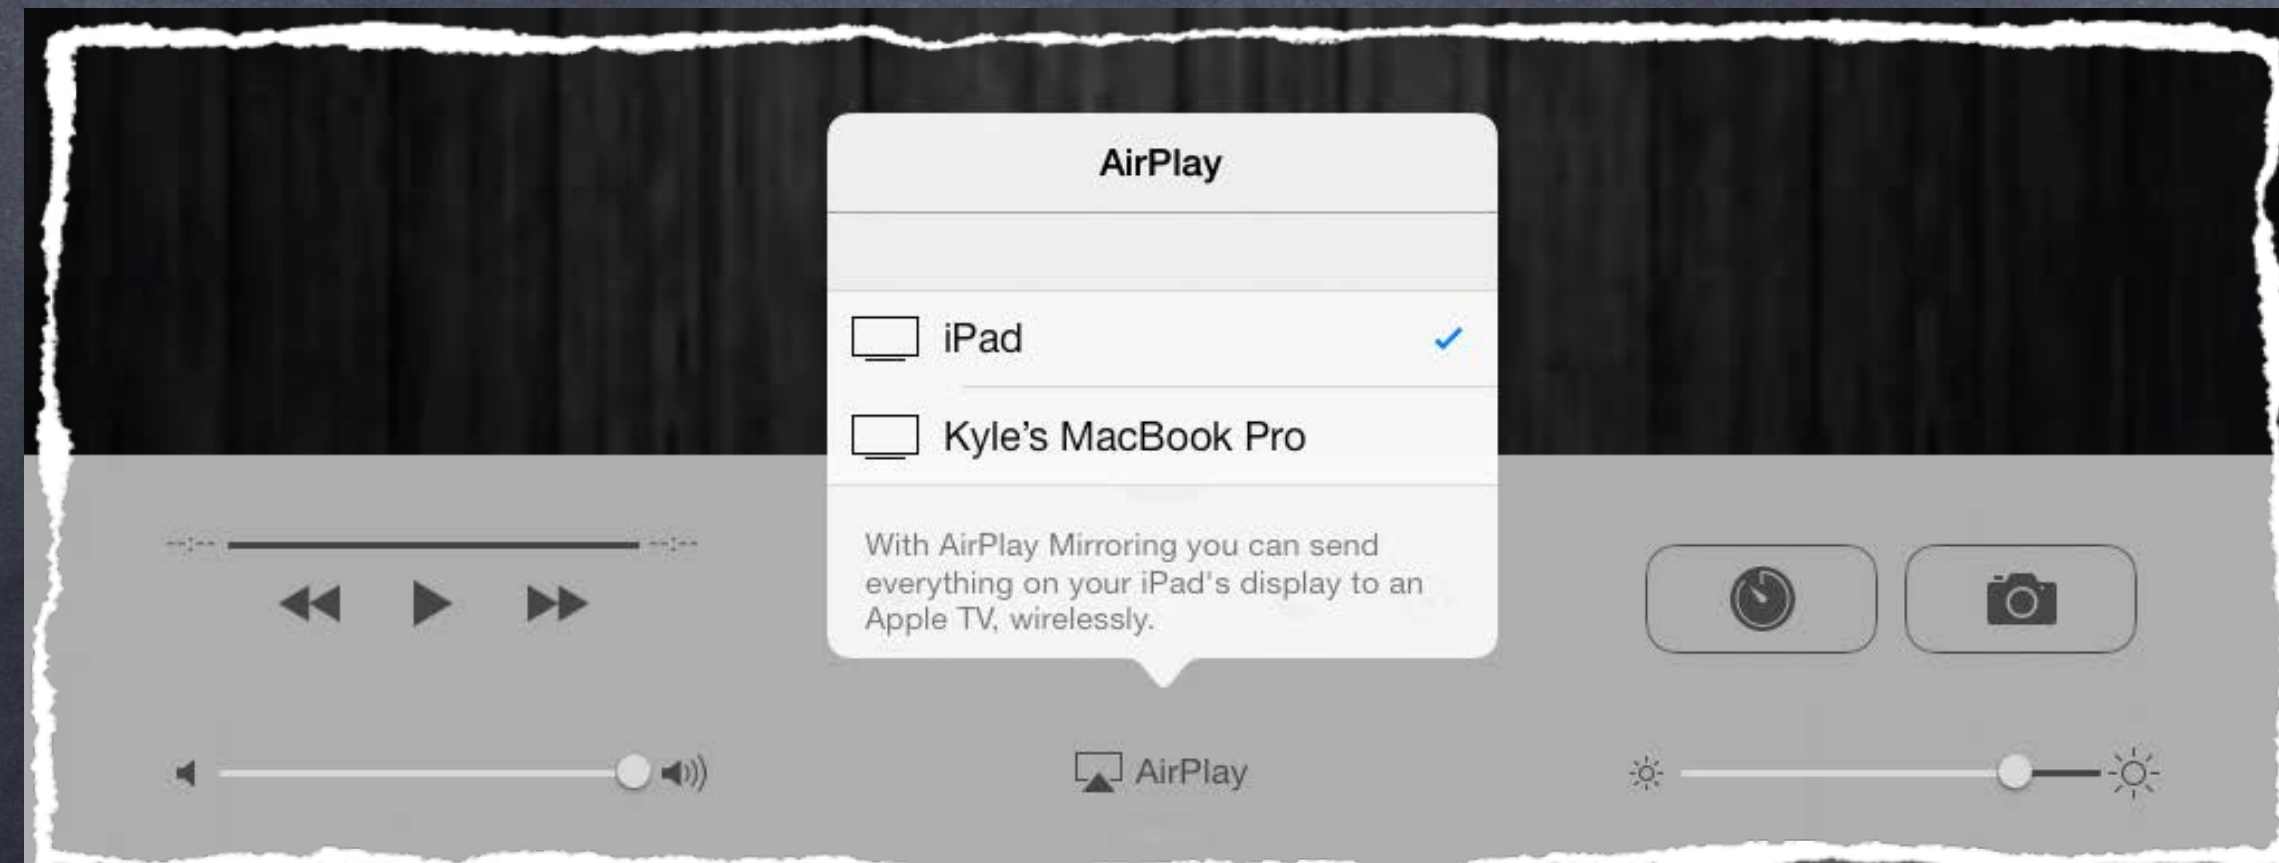 AirPlay
iPad
Kyle’s MacBook Pro
--:--
--:--
With AirPlay Mirroring you can send
everything on your iPad's display to an
Apple TV, wirelessly.
AirPlay